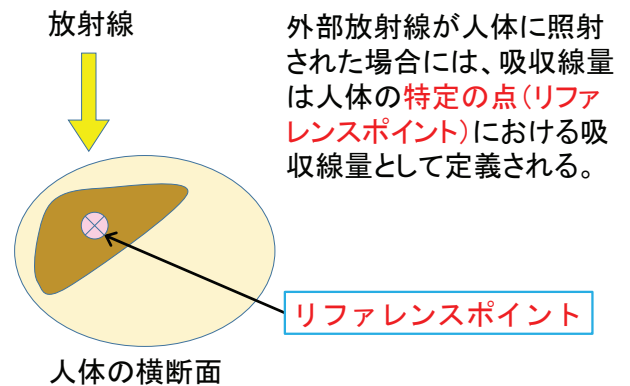 放射線
外部放射線が人体に照射
された場合には、吸収線量
は人体の特定の点(リファ
レンスポイント)における吸
収線量として定義される。
リファレンスポイント
人体の横断面